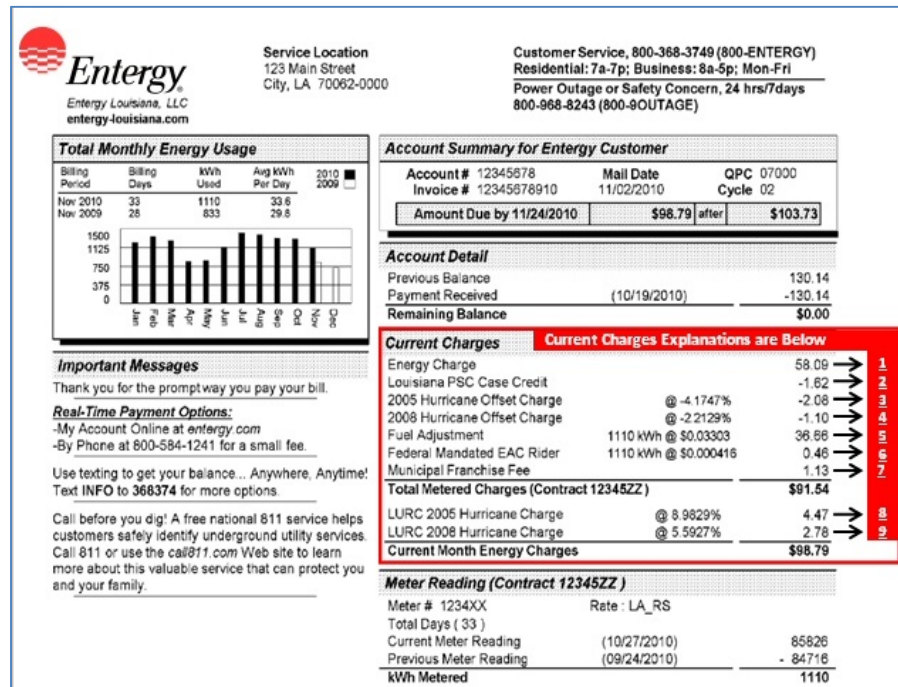 Entergy
Entergy Louisiana, LLC
entergy-louisiana.com
Service Location
123 Main Street
City, LA 70062-0000
Customer Service, 800-368-3749 (800-ENTERGY)
Residential: 7a-7p; Business: 8a-5p; Mon-Fri
Power Outage or Safety Concern, 24 hrs/7days
800-968-8243 (800-9OUTAGE)
Total Monthly Energy Usage
Billing Period Billing Days kWh Used Avg kWh Per Day 2010 2009
Nov 2010 33 1110 33.6
Nov 2009 28 833 29.8
1500
1125
750
375
0
Jan Feb Mar Apr May Jun Jul Aug Sep Oct Nov Dec
Important Messages
Thank you for the prompt way you pay your bill.
Real-Time Payment Options:
-My Account Online at entergy.com
-By Phone at 800-584-1241 for a small fee.
Use texting to get your balance... Anywhere, Anytime!
Text INFO to 368374 for more options.
Call before you dig! A free national 811 service helps
customers safely identify underground utility services.
Call 811 or use the call811.com Web site to learn
more about this valuable service that can protect you
and your family.
Account Summary for Entergy Customer
Account # 12345678 Mail Date QPC 07000
Invoice # 12345678910 11/02/2010 Cycle 02
Amount Due by 11/24/2010 $98.79 after $103.73
Account Detail
Previous Balance 130.14
Payment Received (10/19/2010) -130.14
Remaining Balance $0.00
Current Charges Current Charges Explanations are Below
Energy Charge 58.09 1
Louisiana PSC Case Credit -1.62 2
2005 Hurricane Offset Charge @ -4.1747% -2.08 3
2008 Hurricane Offset Charge @ -2.2129% -1.10 4
Fuel Adjustment 1110 kWh @ $0.03303 36.66 5
Federal Mandated EAC Rider 1110 kWh @ $0.000416 0.46 6
Municipal Franchise Fee 1.13 7
Total Metered Charges (Contract 12345ZZ ) $91.54
LURC 2005 Hurricane Charge @ 8.9829% 4.47 8
LURC 2008 Hurricane Charge @ 5.5927% 2.78 9
Current Month Energy Charges $98.79
Meter Reading (Contract 12345ZZ )
Meter # 1234XX Rate : LA_RS
Total Days ( 33 )
Current Meter Reading (10/27/2010) 85826
Previous Meter Reading (09/24/2010) - 84716
kWh Metered 1110